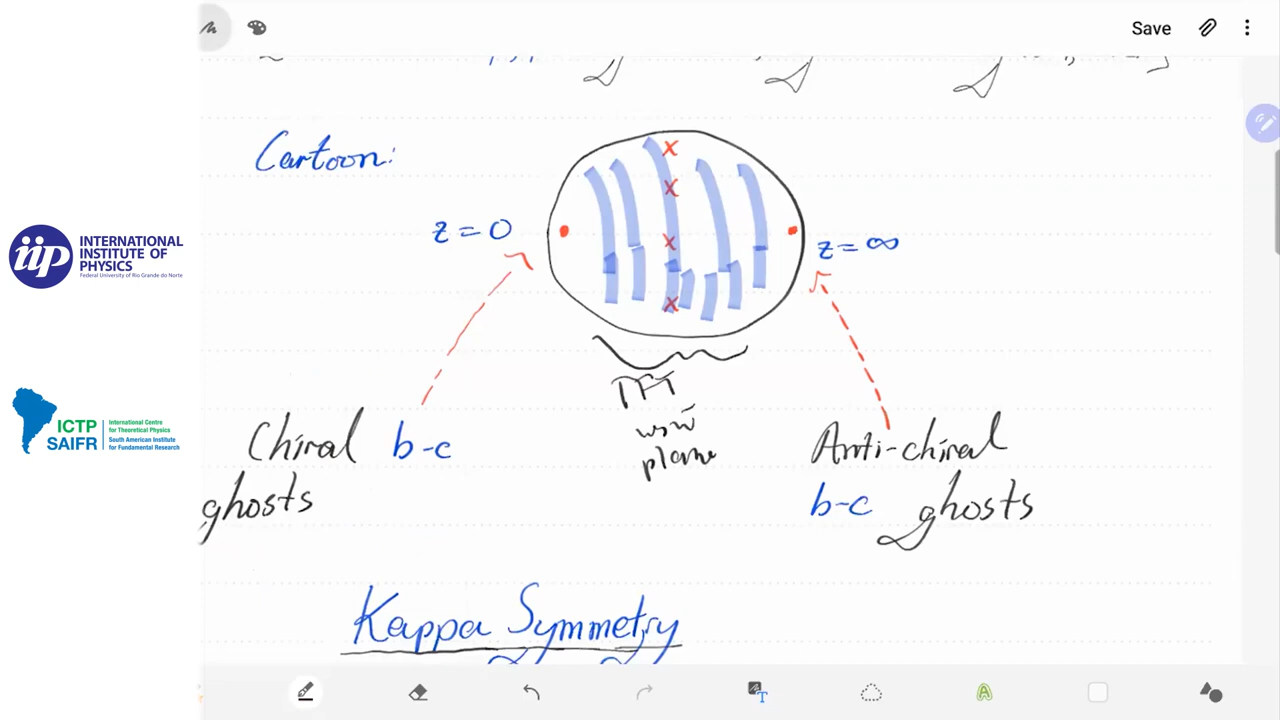 Save
Cartoon:
z = 0
z = ∞
INTERNATIONAL
INSTITUTE OF
PHYSICS
Federal University of Rio Grande do Norte
plane
Chiral b-c
ghosts
Anti-chiral
b-c ghosts
ICTP
SAIFR
International Centre
for Theoretical Physics
South American Institute
for Fundamental Research
Kappa Symmetry